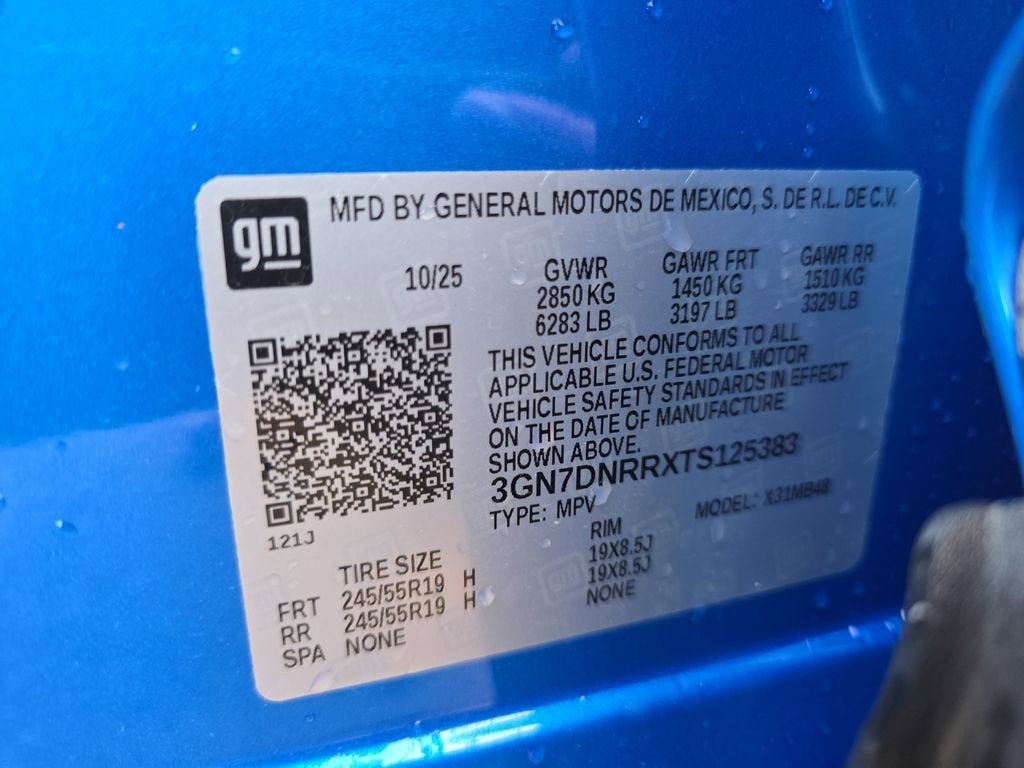 gm
MFD BY GENERAL MOTORS DE MEXICO, S. DE R.L. DE C.V.
10/25 GVWR GAWR FRT GAWR RR
2850 KG 1450 KG 1510 KG
6283 LB 3197 LB 3329 LB
THIS VEHICLE CONFORMS TO ALL
APPLICABLE U.S. FEDERAL MOTOR
VEHICLE SAFETY STANDARDS IN EFFECT
ON THE DATE OF MANUFACTURE
SHOWN ABOVE.
3GN7DNRRXTS125383
TYPE: MPV MODEL: X31MB48
121J
TIRE SIZE RIM
FRT 245/55R19 H 19X8.5J
RR 245/55R19 H 19X8.5J
SPA NONE NONE